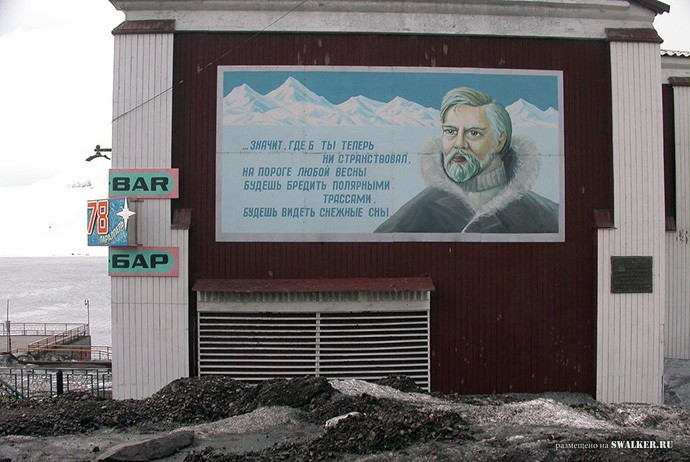 ...ЗНАЧИТ, ГДЕ Б ТЫ ТЕПЕРЬ
НИ СТРАНСТВОВАЛ,
НА ПОРОГЕ ЛЮБОЙ ВЕСНЫ
БУДЕШЬ БРЕДИТЬ ПОЛЯРНЫМИ
ТРАССАМИ,
БУДЕШЬ ВИДЕТЬ СНЕЖНЫЕ СНЫ
BAR
78
ПАРАЛЛЕЛЬ
БАР
размещено на SWALKER.RU